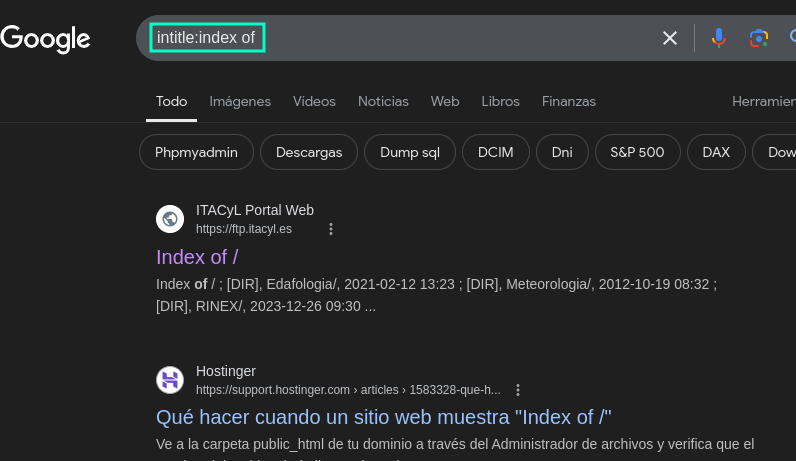 Google
intitle:index of
Todo Imágenes Vídeos Noticias Web Libros Finanzas
Phpmyadmin Descargas Dump sql DCIM Dni S&P 500 DAX
ITACyL Portal Web
https://ftp.itacyl.es
Index of /
Index of / ; [DIR], Edafologia/, 2021-02-12 13:23 ; [DIR], Meteorologia/, 2012-10-19 08:32 ;
[DIR], RINEX/, 2023-12-26 09:30 ...
Hostinger
https://support.hostinger.com › articles › 1583328-que-h...
Qué hacer cuando un sitio web muestra "Index of /"
Ve a la carpeta public_html de tu dominio a través del Administrador de archivos y verifica que el